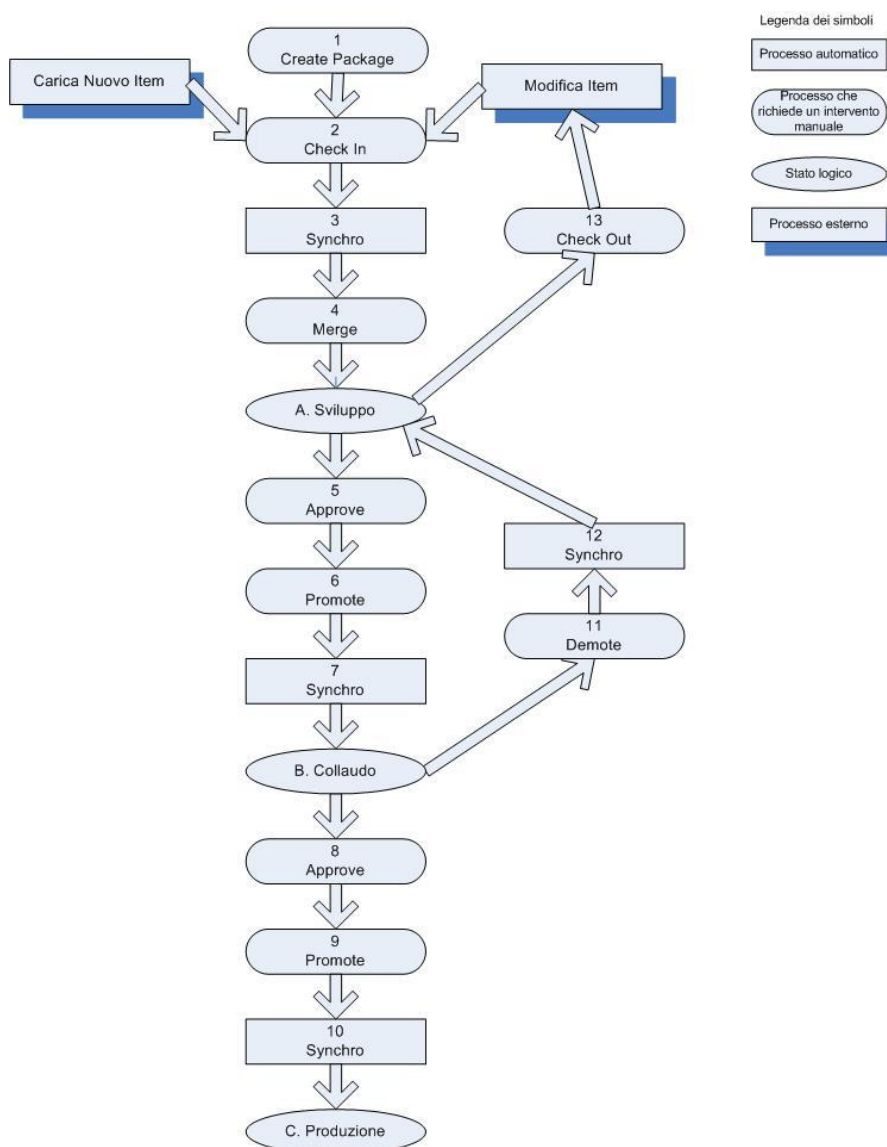 1
Create Package
Carica Nuovo Item
Modifica Item
2
Check In
3
Synchro
13
Check Out
4
Merge
A. Sviluppo
5
Approve
12
Synchro
6
Promote
11
Demote
7
Synchro
B. Collaudo
8
Approve
9
Promote
10
Synchro
C. Produzione
Legenda dei simboli
Processo automatico
Processo che
richiede un intervento
manuale
Stato logico
Processo esterno